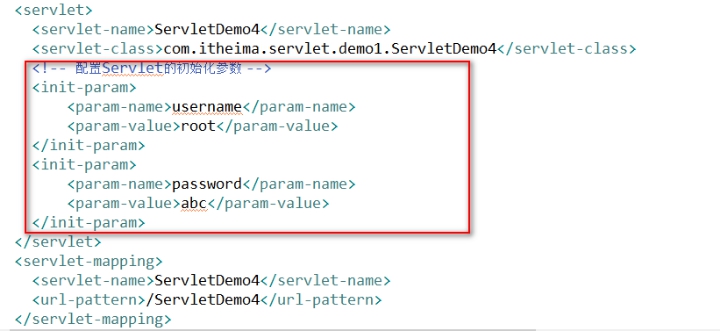 <servlet>
<servlet-name>ServletDemo4</servlet-name>
<servlet-class>com.itheima.servlet.demo1.ServletDemo4</servlet-class>
<!-- 配置Servlet的初始化参数 -->
<init-param>
<param-name>username</param-name>
<param-value>root</param-value>
</init-param>
<init-param>
<param-name>password</param-name>
<param-value>abc</param-value>
</init-param>
</servlet>
<servlet-mapping>
<servlet-name>ServletDemo4</servlet-name>
<url-pattern>/ServletDemo4</url-pattern>
</servlet-mapping>